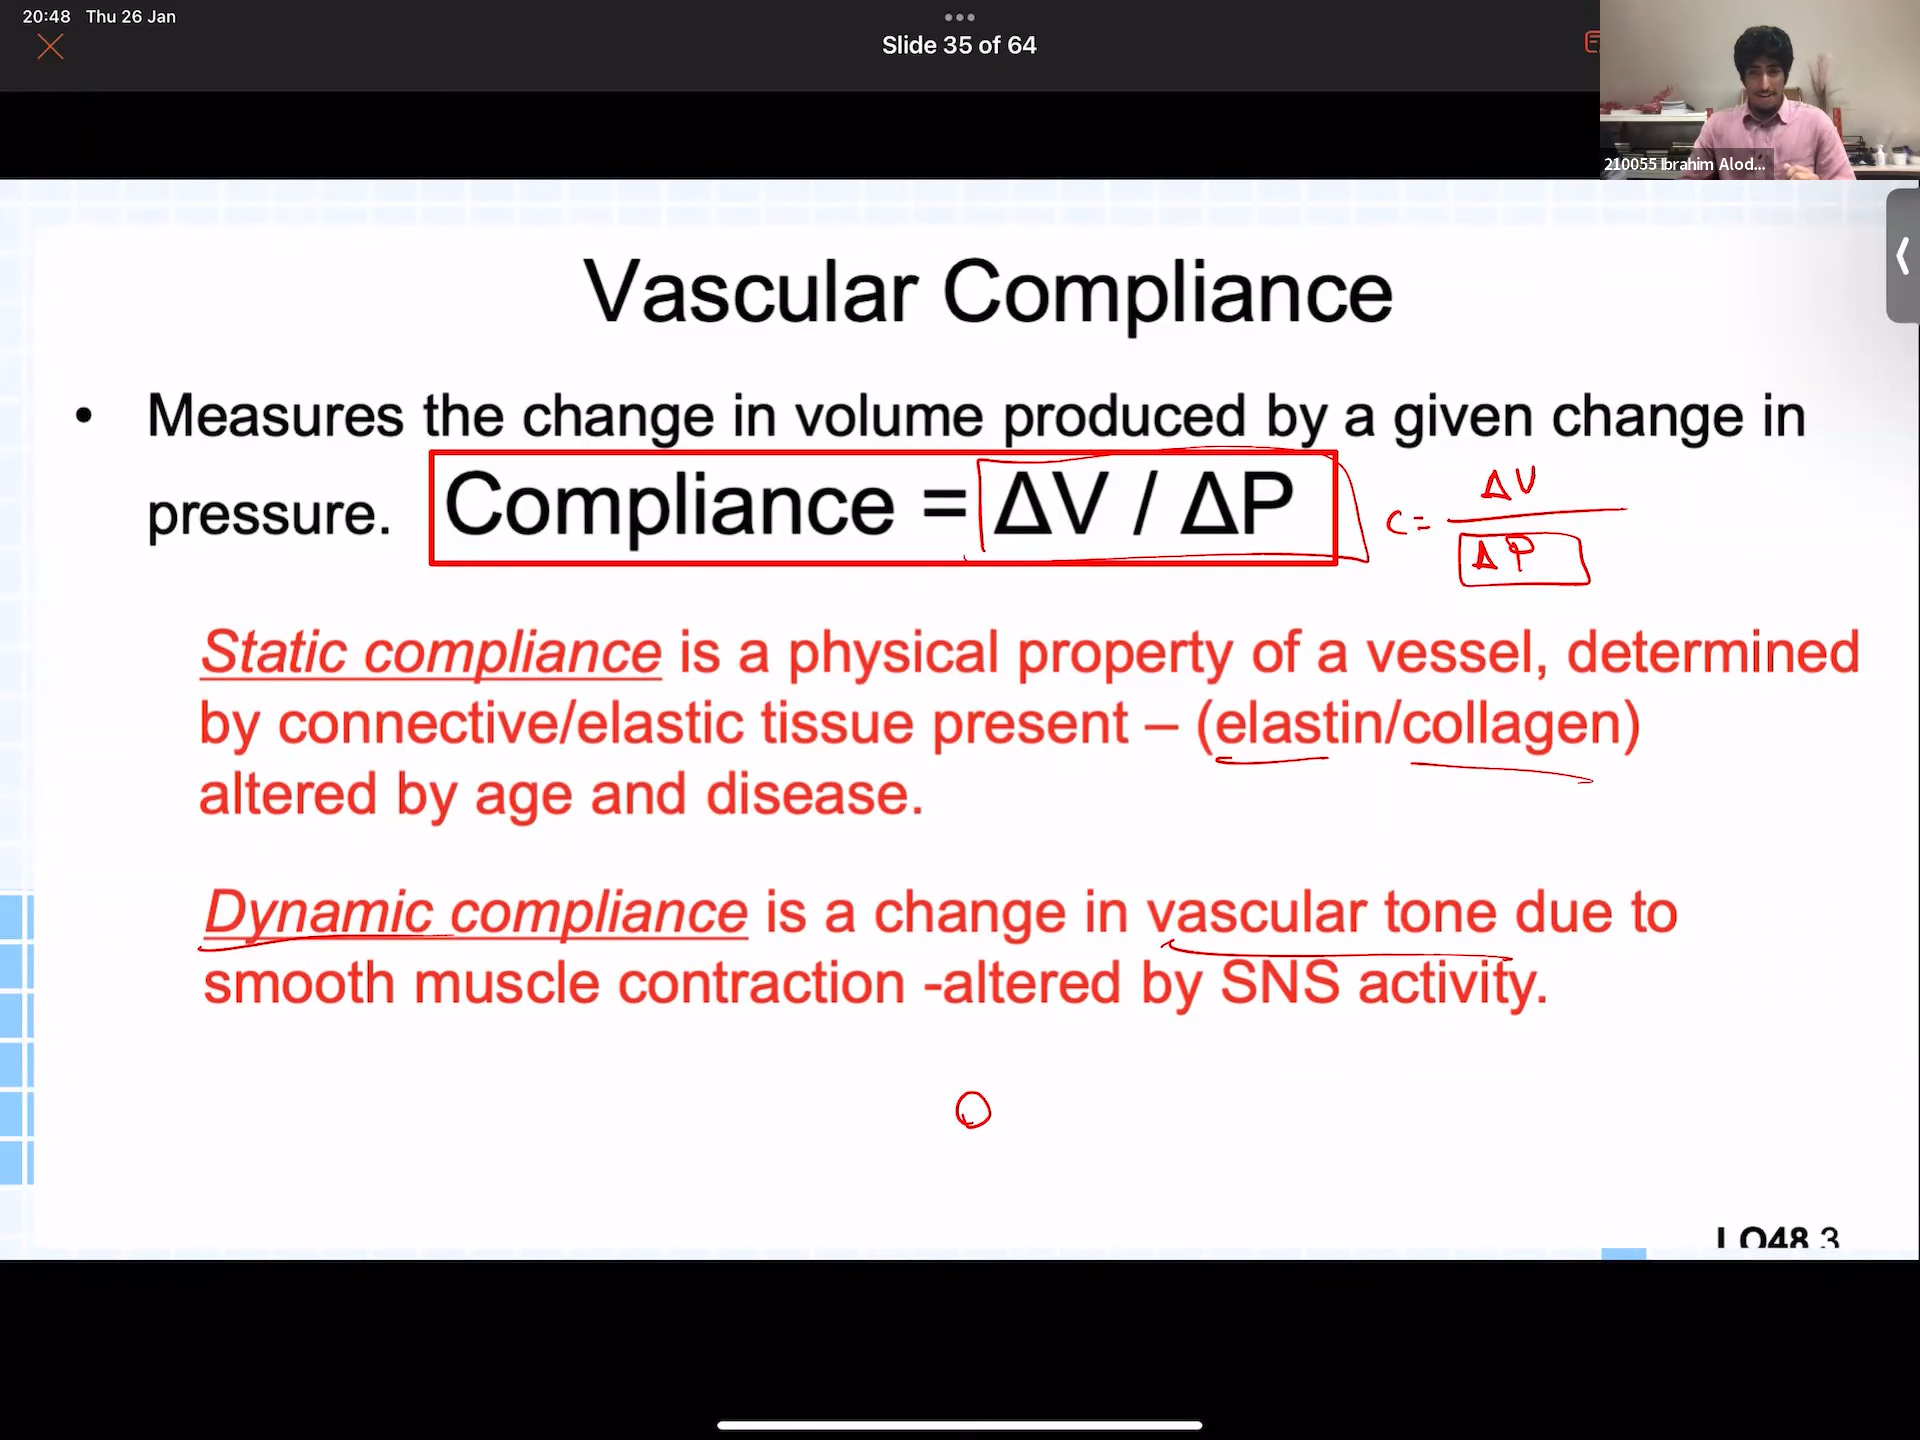 20:48 Thu 26 Jan
Slide 35 of 64
210055 Ibrahim Alod...
Vascular Compliance
• Measures the change in volume produced by a given change in
pressure. Compliance = ΔV / ΔP
C = ΔV
ΔP
Static compliance is a physical property of a vessel, determined
by connective/elastic tissue present – (elastin/collagen)
altered by age and disease.
Dynamic compliance is a change in vascular tone due to
smooth muscle contraction -altered by SNS activity.
LO48.3